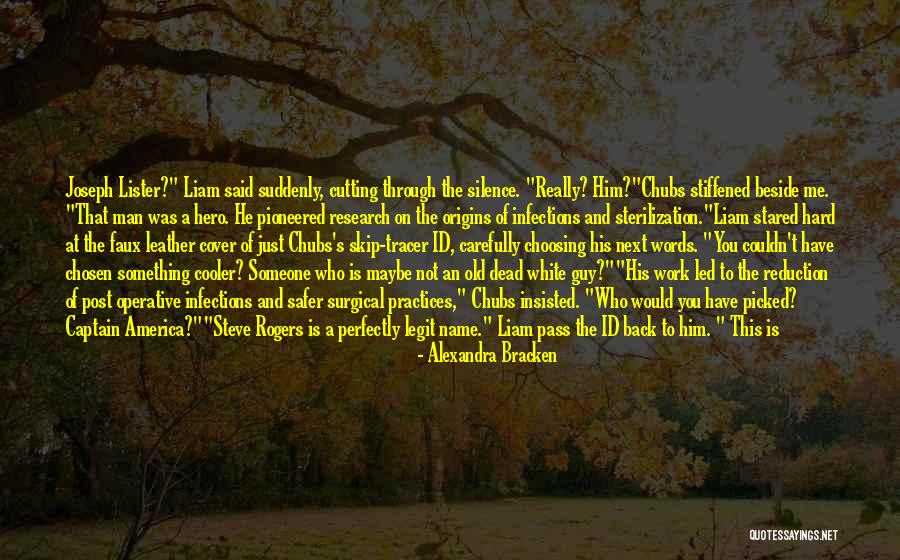 Joseph Lister?" Liam said suddenly, cutting through the silence. "Really? Him?"Chubs stiffened beside me.
"That man was a hero. He pioneered research on the origins of infections and sterilization."Liam stared hard
at the faux leather cover of just Chubs's skip-tracer ID, carefully choosing his next words. "You couldn't have
chosen something cooler? Someone who is maybe not an old dead white guy?""His work led to the reduction
of post operative infections and safer surgical practices," Chubs insisted. "Who would you have picked?
Captain America?""Steve Rogers is a perfectly legit name." Liam pass the ID back to him. " This is
- Alexandra Bracken
QUOTESSAYINGS.NET